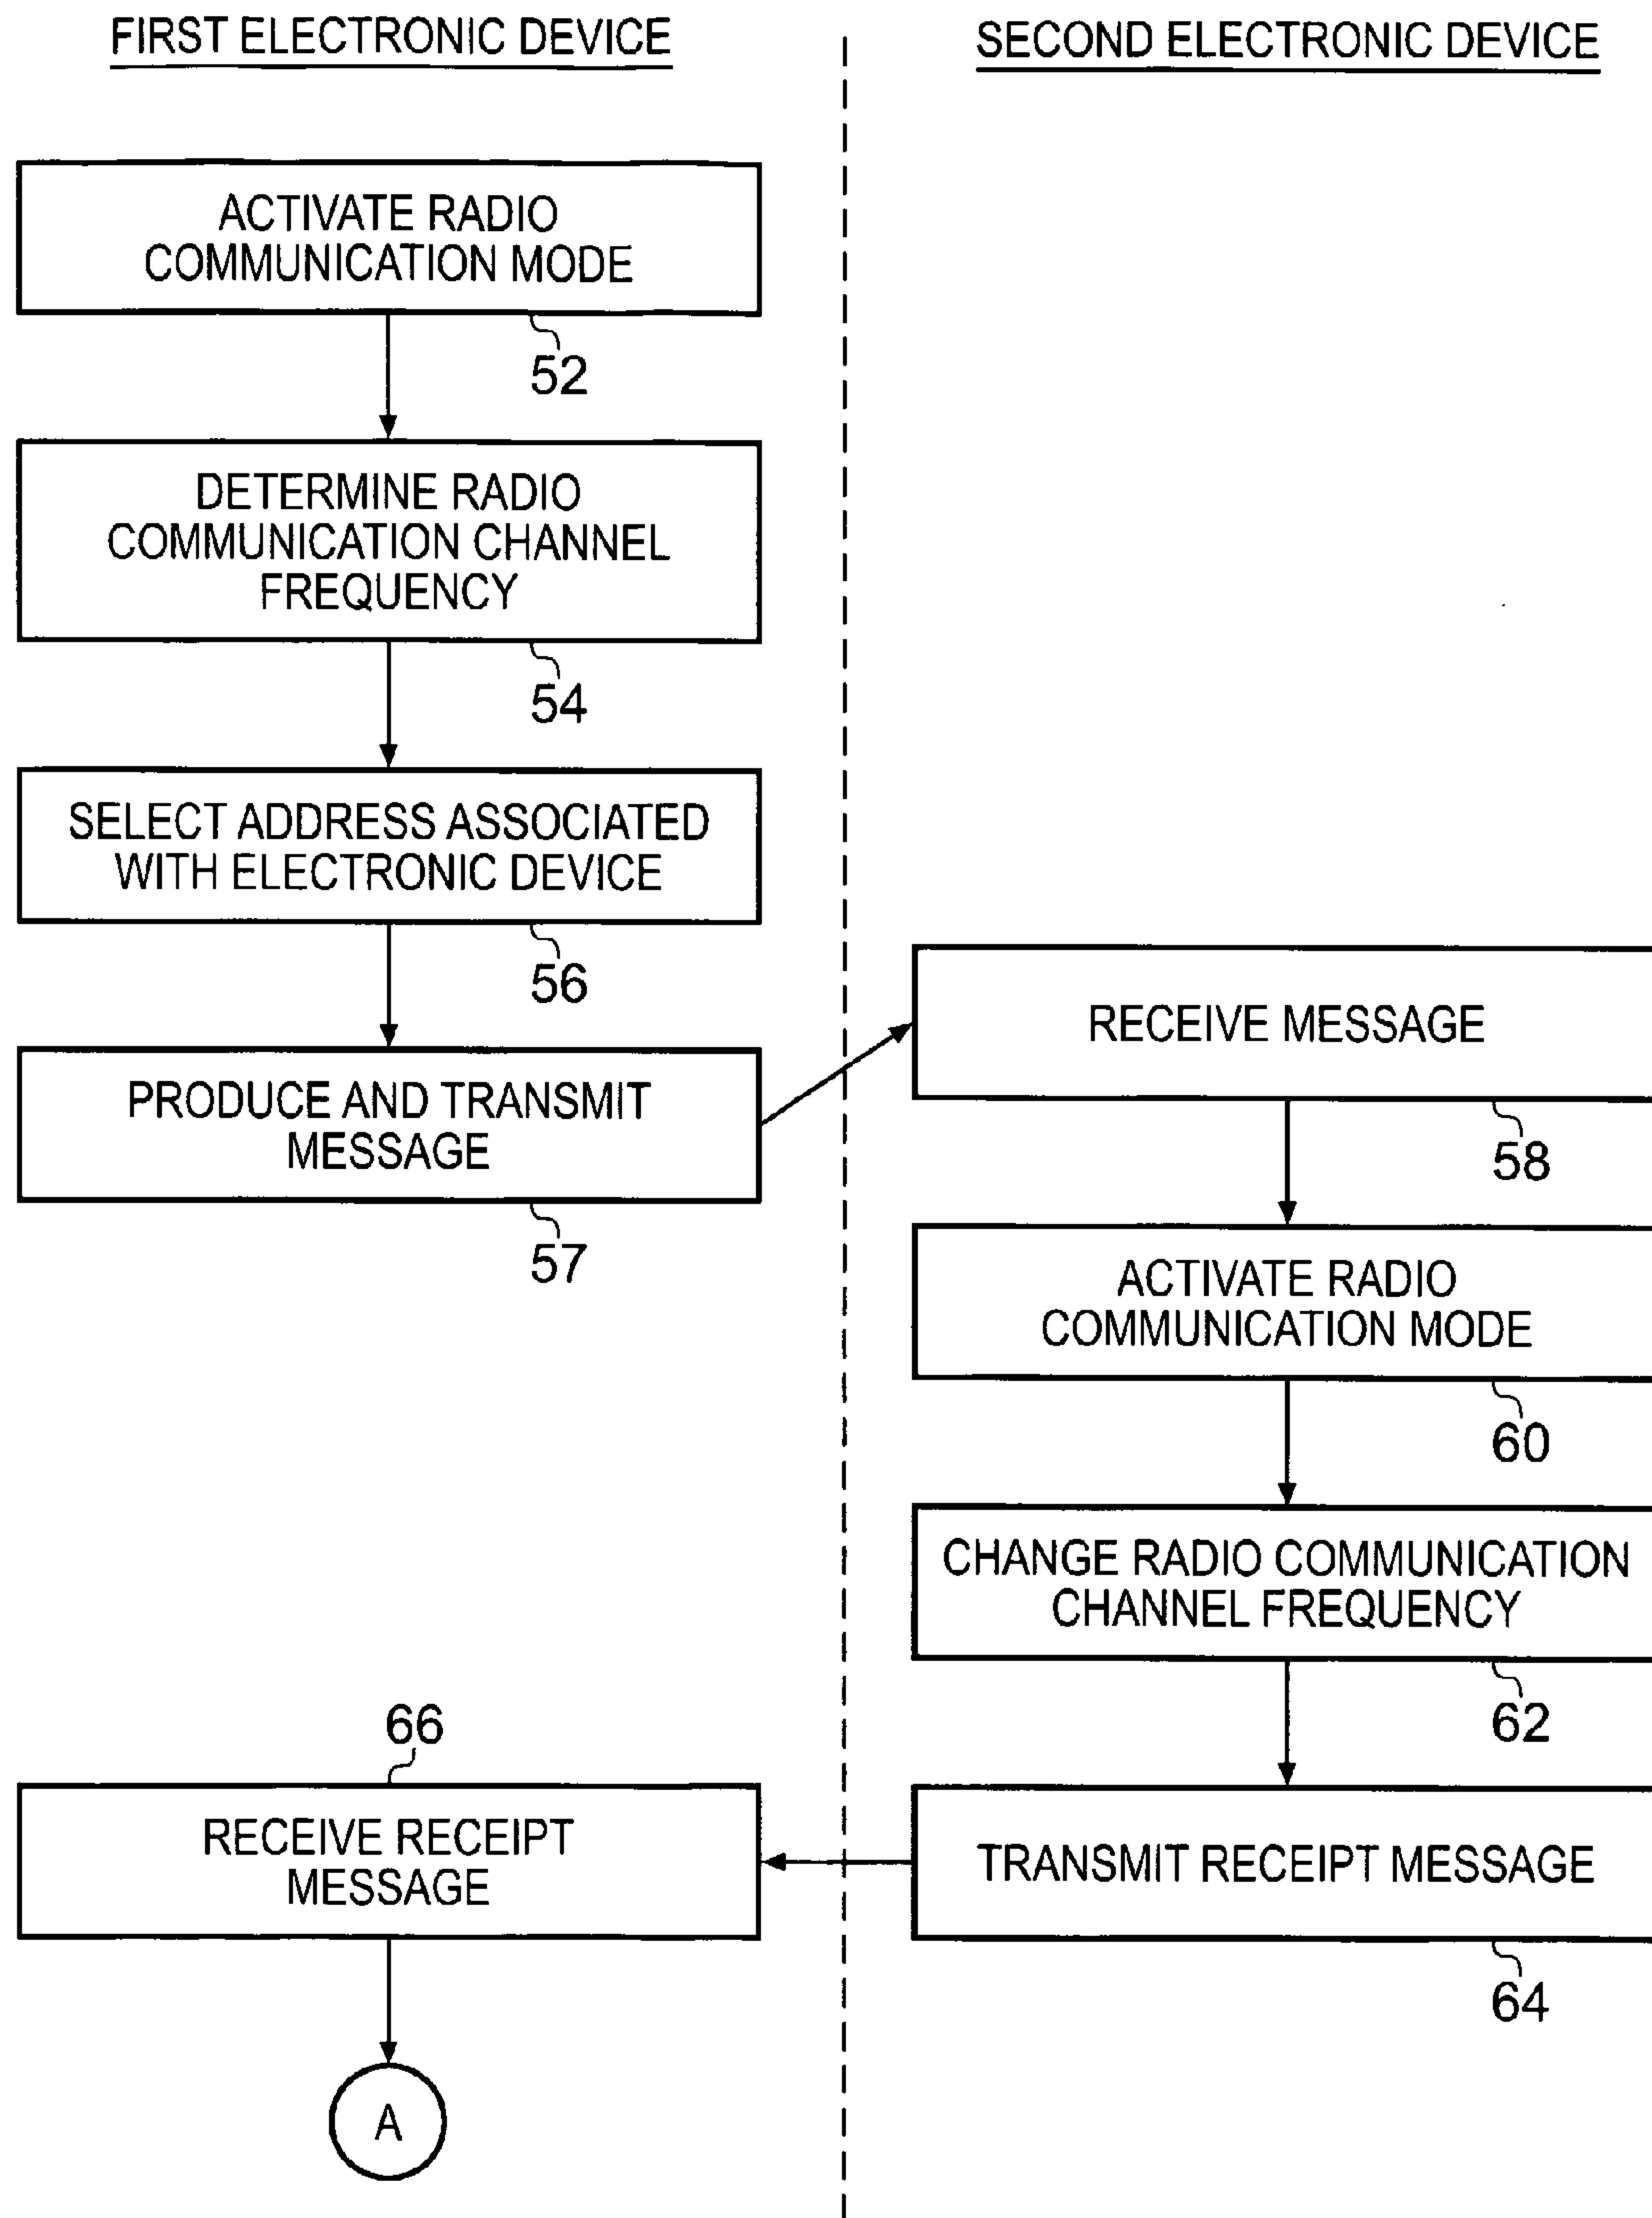 FIRST ELECTRONIC DEVICE
SECOND ELECTRONIC DEVICE
ACTIVATE RADIO
COMMUNICATION MODE
52
DETERMINE RADIO
COMMUNICATION CHANNEL
FREQUENCY
54
SELECT ADDRESS ASSOCIATED
WITH ELECTRONIC DEVICE
56
PRODUCE AND TRANSMIT
MESSAGE
57
RECEIVE MESSAGE
58
ACTIVATE RADIO
COMMUNICATION MODE
60
CHANGE RADIO COMMUNICATION
CHANNEL FREQUENCY
62
TRANSMIT RECEIPT MESSAGE
64
66
RECEIVE RECEIPT
MESSAGE
A